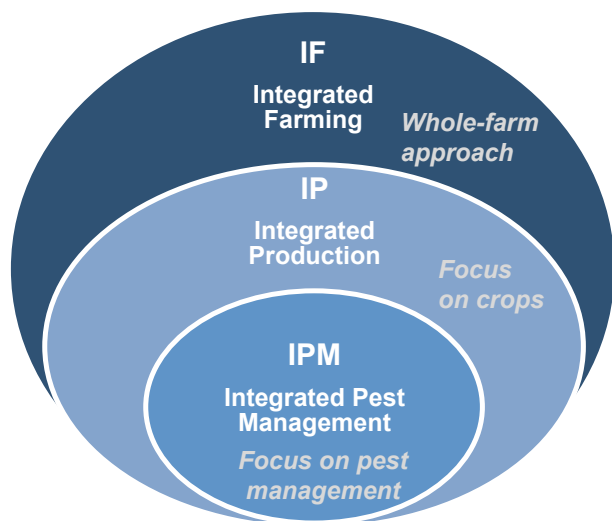 IF
Integrated
Farming
Whole-farm
approach
IP
Integrated
Production
Focus
on crops
IPM
Integrated Pest
Management
Focus on pest
management